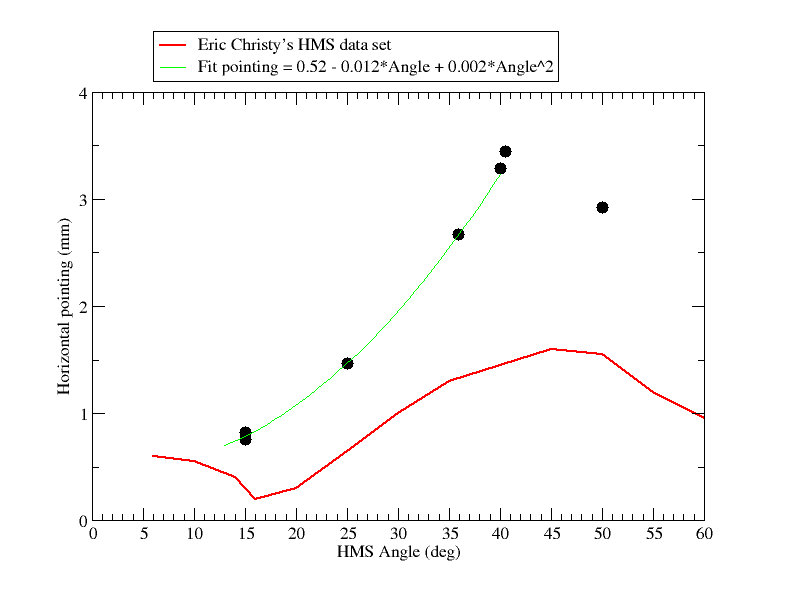 Eric Christy's HMS data set
Fit pointing = 0.52 - 0.012*Angle + 0.002*Angle^2
4
3
2
1
0
Horizontal pointing (mm)
0 5 10 15 20 25 30 35 40 45 50 55 60
HMS Angle (deg)